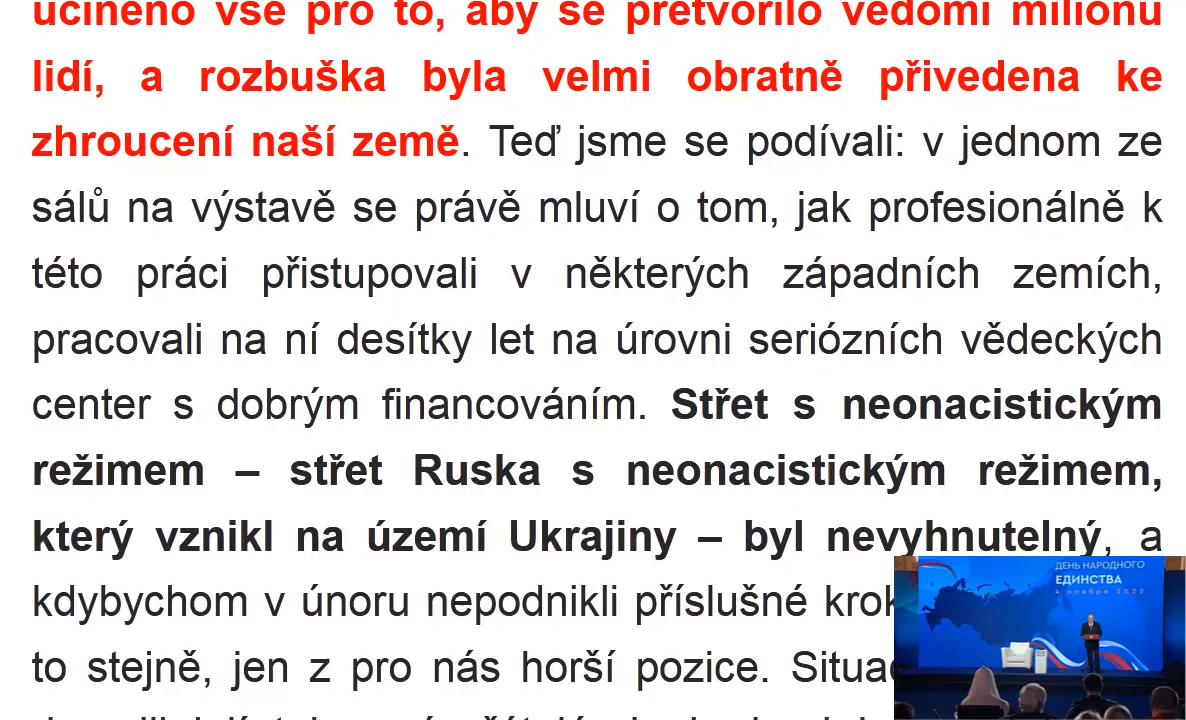 učiněno vše pro to, aby se přetvořilo vědomí milionů
lidí, a rozbuška byla velmi obratně přivedena ke
zhroucení naší země. Teď jsme se podívali: v jednom ze
sálů na výstavě se právě mluví o tom, jak profesionálně k
této práci přistupovali v některých západních zemích,
pracovali na ní desítky let na úrovni seriózních vědeckých
center s dobrým financováním. Střet s neonacistickým
režimem – střet Ruska s neonacistickým režimem,
který vznikl na území Ukrajiny – byl nevyhnutelný, a
kdybychom v únoru nepodnikli příslušné krok
to stejně, jen z pro nás horší pozice. Situac
ДЕНЬ НАРОДНОГО
ЕДИНСТВА
4 ноября 2022